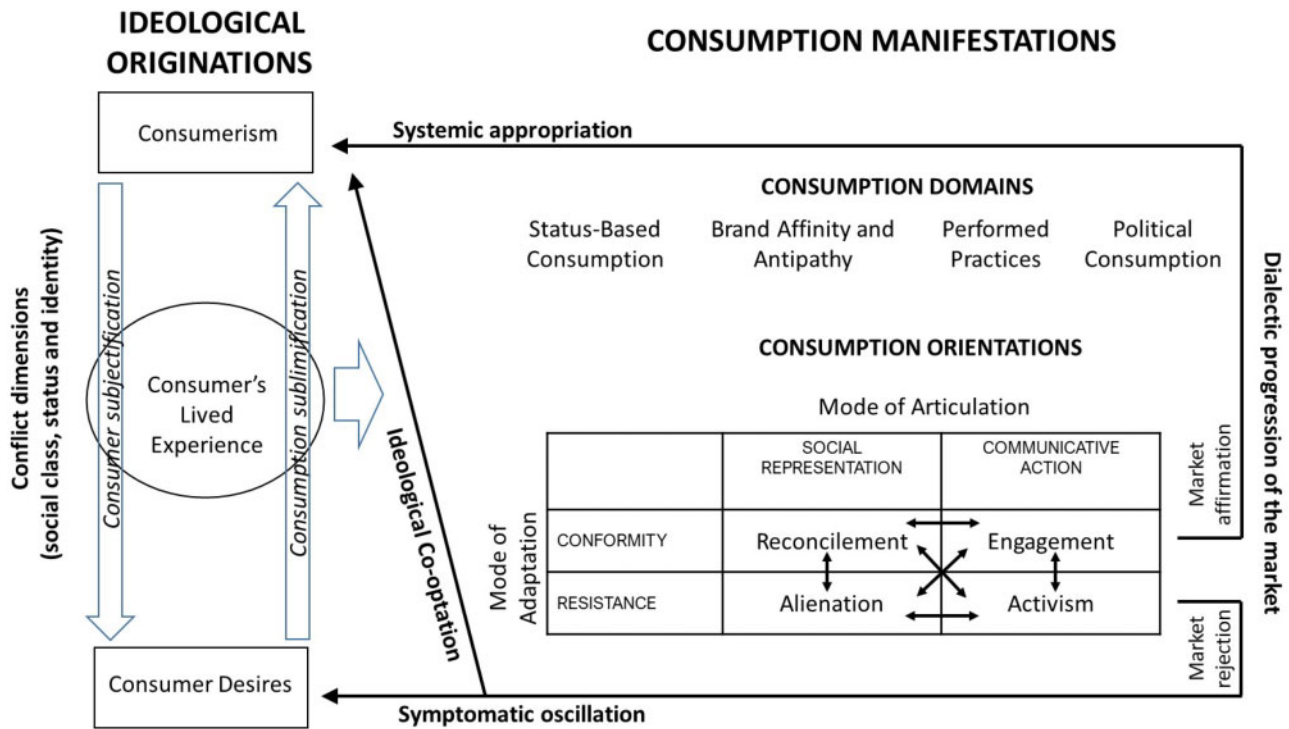 IDEOLOGICAL
ORIGINATIONS
CONSUMPTION MANIFESTATIONS
Consumerism
Systemic appropriation
CONSUMPTION DOMAINS
Status-Based
Consumption
Brand Affinity and
Antipathy
Performed
Practices
Political
Consumption
Conflict dimensions
(social class, status and identity)
Consumer subjectification
Consumer's
Lived
Experience
Consumption sublimification
Ideological Co-optation
CONSUMPTION ORIENTATIONS
Mode of Articulation
SOCIAL
REPRESENTATION
COMMUNICATIVE
ACTION
Mode of
Adaptation
CONFORMITY
Reconcilement
Engagement
RESISTANCE
Alienation
Activism
Market
affirmation
Market
rejection
Dialectic progression of the market
Consumer Desires
Symptomatic oscillation